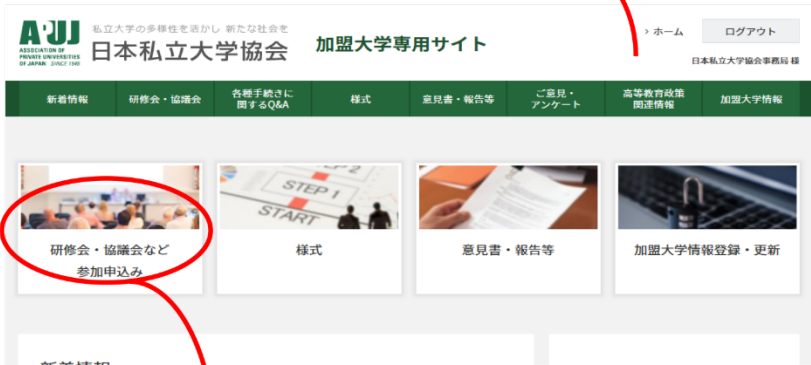 APUJ
ASSOCIATION OF
PRIVATE UNIVERSITIES
OF JAPAN SINCE 1946
私立大学の多様性を活かし 新たな社会を
日本私立大学協会
加盟大学専用サイト
> ホーム
ログアウト
日本私立大学協会事務局 様
新着情報
研修会・協議会
各種手続きに
関するQ&A
様式
意見書・報告等
ご意見・
アンケート
高等教育政策
関連情報
加盟大学情報
STEP 2
STEP 1
START
研修会・協議会など
参加申込み
様式
意見書・報告等
加盟大学情報登録・更新
新着情報